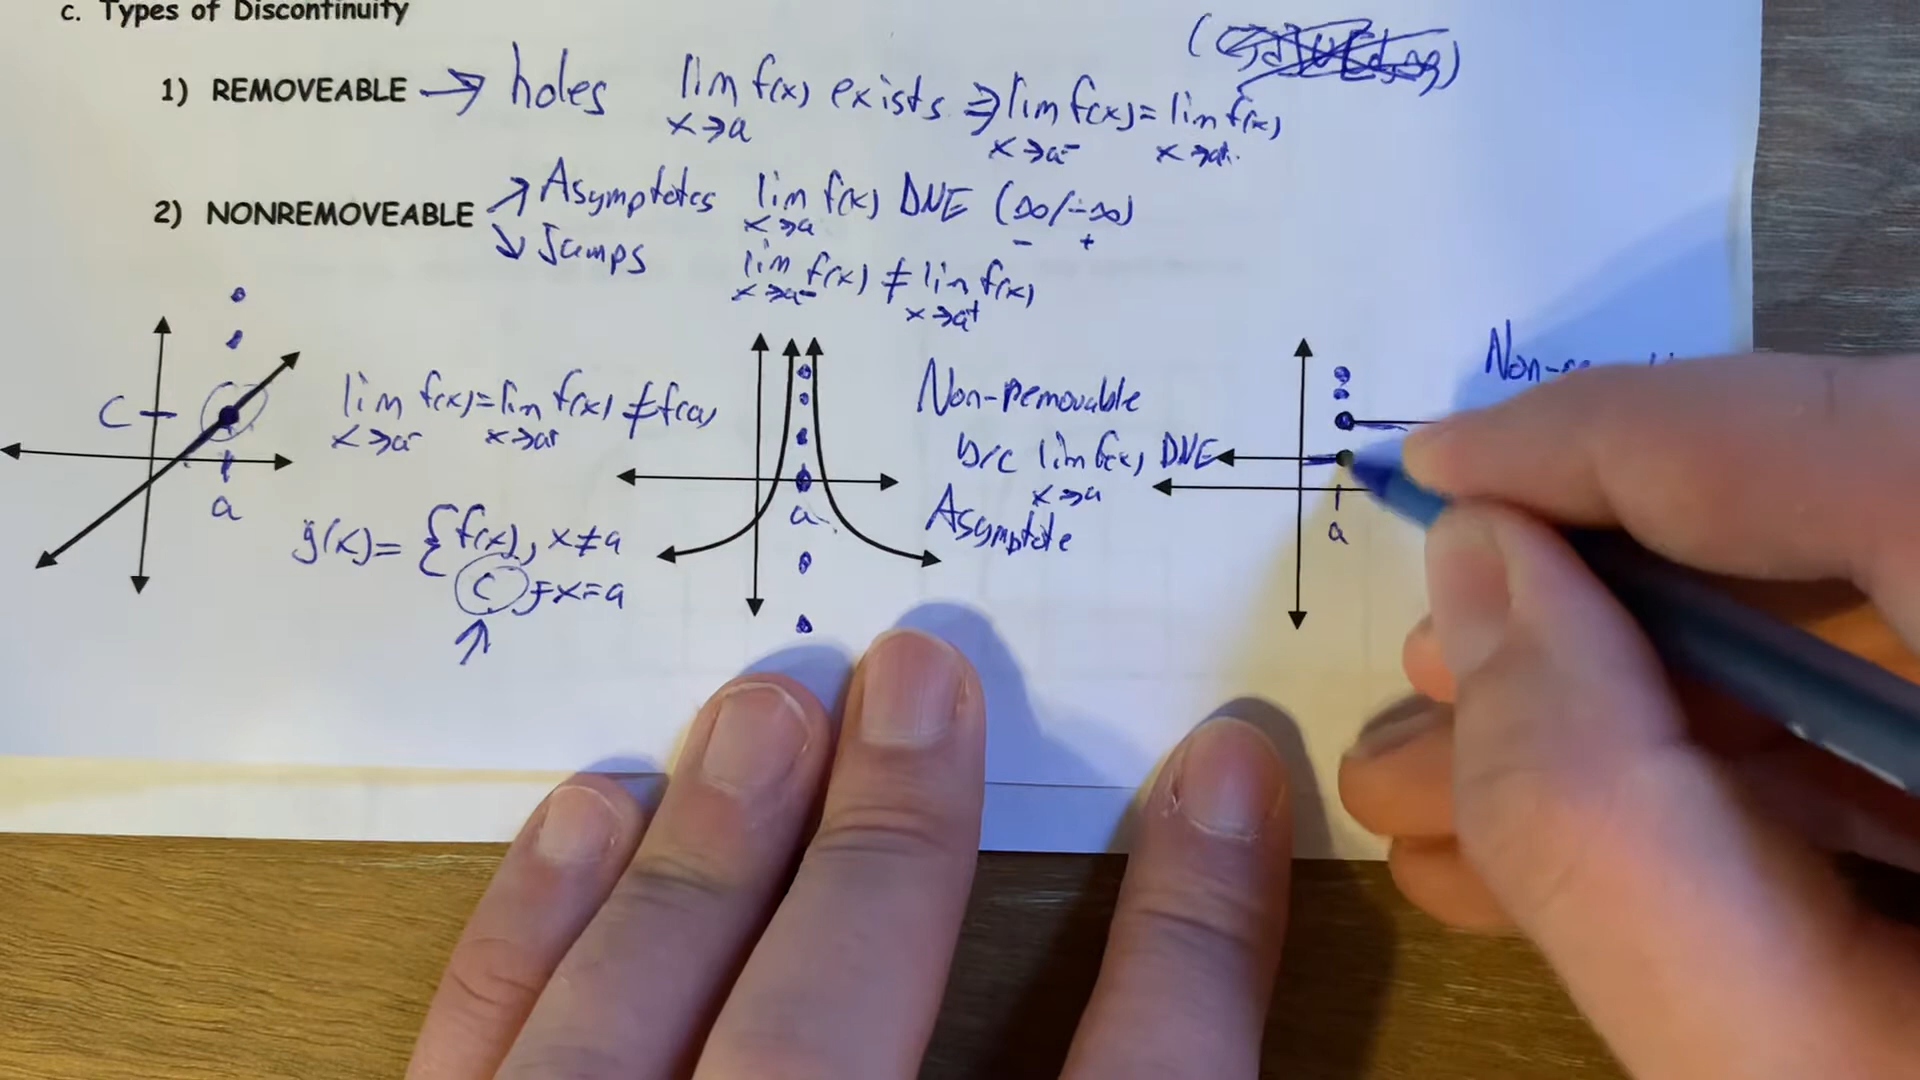 c. Types of Discontinuity
1) REMOVEABLE → holes lim f(x) exists ⇒ lim f(x) = lim f(x)
x→a x→a⁻ x→a⁺
2) NONREMOVEABLE ↗ Asymptotes lim f(x) DNE (∞/-∞)
x→a - +
↘ Jumps lim f(x) ≠ lim f(x)
x→a⁻ x→a⁺
C
a
lim f(x) = lim f(x) ≠ f(a)
x→a⁻ x→a⁺
g(x) = { f(x), x≠a
C, x=a
↑
a
Non-removable
b/c lim f(x) DNE
x→a
Asymptote
Non-
a